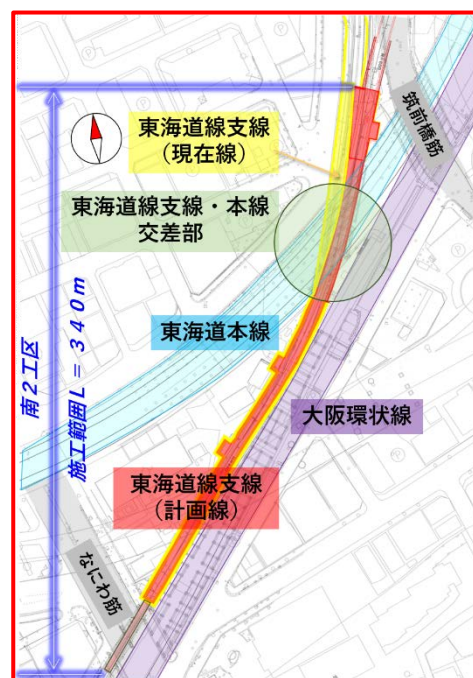 東海道線支線
（現在線）
筑前橋筋
東海道線支線・本線
交差部
東海道本線
大阪環状線
南２工区
施工範囲Ｌ＝３４０ｍ
東海道線支線
（計画線）
なにわ筋